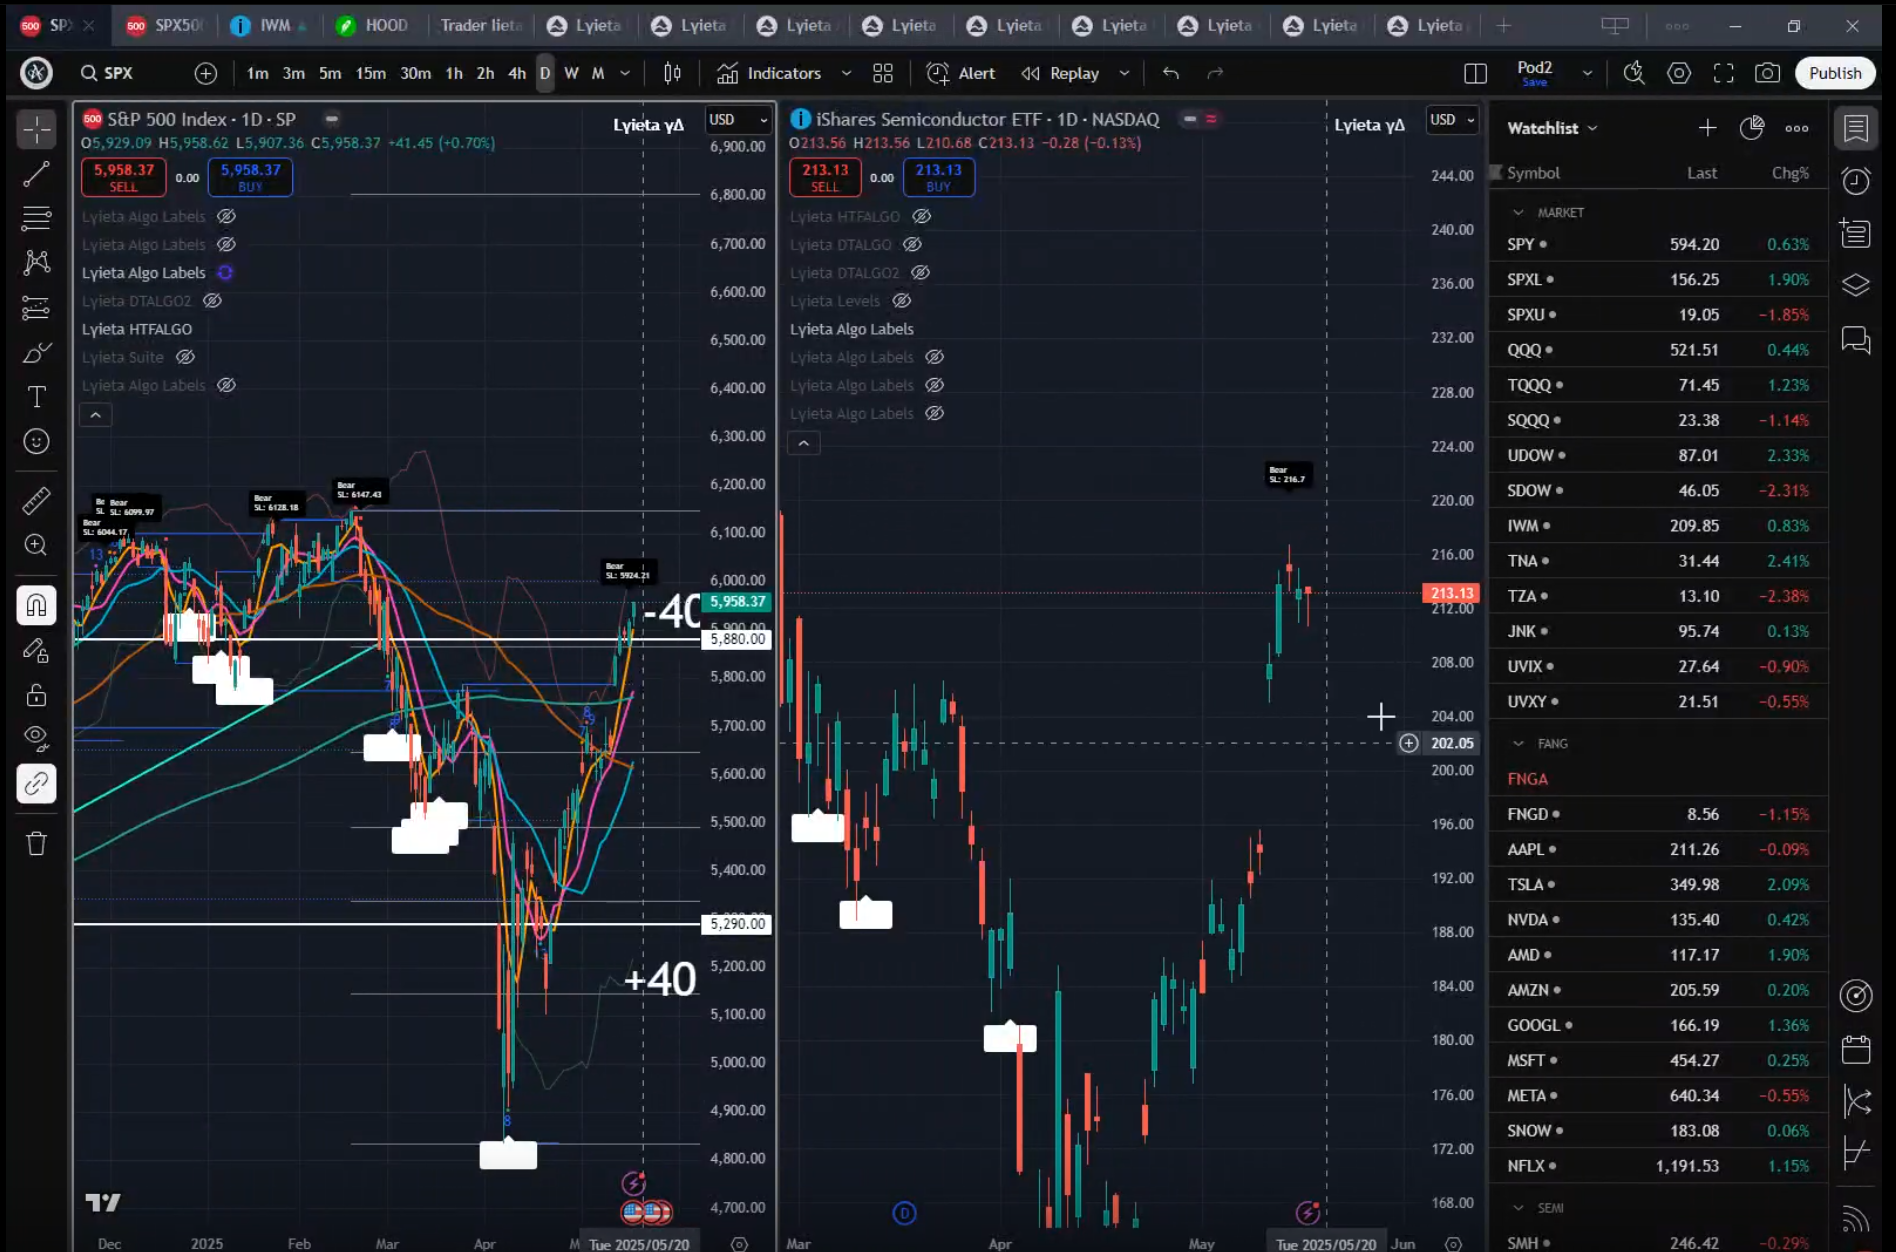 SPX
SPX50
IWM
HOOD
Trader lieta
Lyieta
Lyieta
Lyieta
Lyieta
Lyieta
Lyieta
Lyieta
Lyieta
Lyieta
SPX
1m 3m 5m 15m 30m 1h 2h 4h D W M
Indicators
Alert
Replay
Pod2
Save
Publish
S&P 500 Index · 1D · SP
O5,929.09 H5,958.62 L5,907.36 C5,958.37 +41.45 (+0.70%)
5,958.37
SELL
0.00
5,958.37
BUY
Lyieta Algo Labels
Lyieta Algo Labels
Lyieta Algo Labels
Lyieta DTALGO2
Lyieta HTFALGO
Lyieta Suite
Lyieta Algo Labels
Lyieta γΔ
USD
6,900.00
6,800.00
6,700.00
6,600.00
6,500.00
6,400.00
6,300.00
6,200.00
6,100.00
6,000.00
5,958.37
5,880.00
5,800.00
5,700.00
5,600.00
5,500.00
5,400.00
5,290.00
5,200.00
5,100.00
5,000.00
4,900.00
4,800.00
4,700.00
Bear
SL: 6099.97
Bear
SL: 6044.17
13
Bear
SL: 6128.18
Bear
SL: 6147.43
Bear
SL: 5924.21
-40
+40
8
Dec 2025 Feb Mar Apr
Tue 2025/05/20
iShares Semiconductor ETF · 1D · NASDAQ
O213.56 H213.56 L210.68 C213.13 −0.28 (−0.13%)
213.13
SELL
0.00
213.13
BUY
Lyieta HTFALGO
Lyieta DTALGO
Lyieta DTALGO2
Lyieta Levels
Lyieta Algo Labels
Lyieta Algo Labels
Lyieta Algo Labels
Lyieta Algo Labels
Lyieta γΔ
USD
244.00
240.00
236.00
232.00
228.00
224.00
220.00
216.00
213.13
212.00
208.00
204.00
202.05
200.00
196.00
192.00
188.00
184.00
180.00
176.00
172.00
168.00
Bear
SL: 216.7
D
Mar Apr May
Tue 2025/05/20
Jun
Watchlist
Symbol Last Chg%
MARKET
SPY 594.20 0.63%
SPXL 156.25 1.90%
SPXU 19.05 −1.85%
QQQ 521.51 0.44%
TQQQ 71.45 1.23%
SQQQ 23.38 −1.14%
UDOW 87.01 2.33%
SDOW 46.05 −2.31%
IWM 209.85 0.83%
TNA 31.44 2.41%
TZA 13.10 −2.38%
JNK 95.74 0.13%
UVIX 27.64 −0.90%
UVXY 21.51 −0.55%
FANG
FNGA
FNGD 8.56 −1.15%
AAPL 211.26 −0.09%
TSLA 349.98 2.09%
NVDA 135.40 0.42%
AMD 117.17 1.90%
AMZN 205.59 0.20%
GOOGL 166.19 1.36%
MSFT 454.27 0.25%
META 640.34 −0.55%
SNOW 183.08 0.06%
NFLX 1,191.53 1.15%
SEMI
SMH 246.42 −0.29%